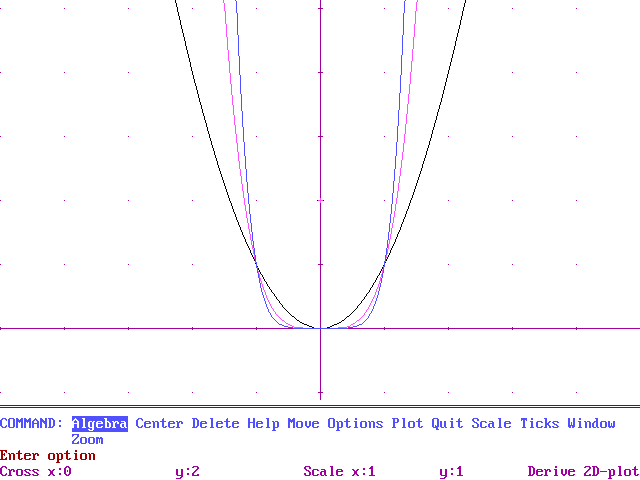 COMMAND: Algebra Center Delete Help Move Options Plot Quit Scale Ticks Window
Zoom
Enter option
Cross x:0 y:2 Scale x:1 y:1 Derive 2D-plot